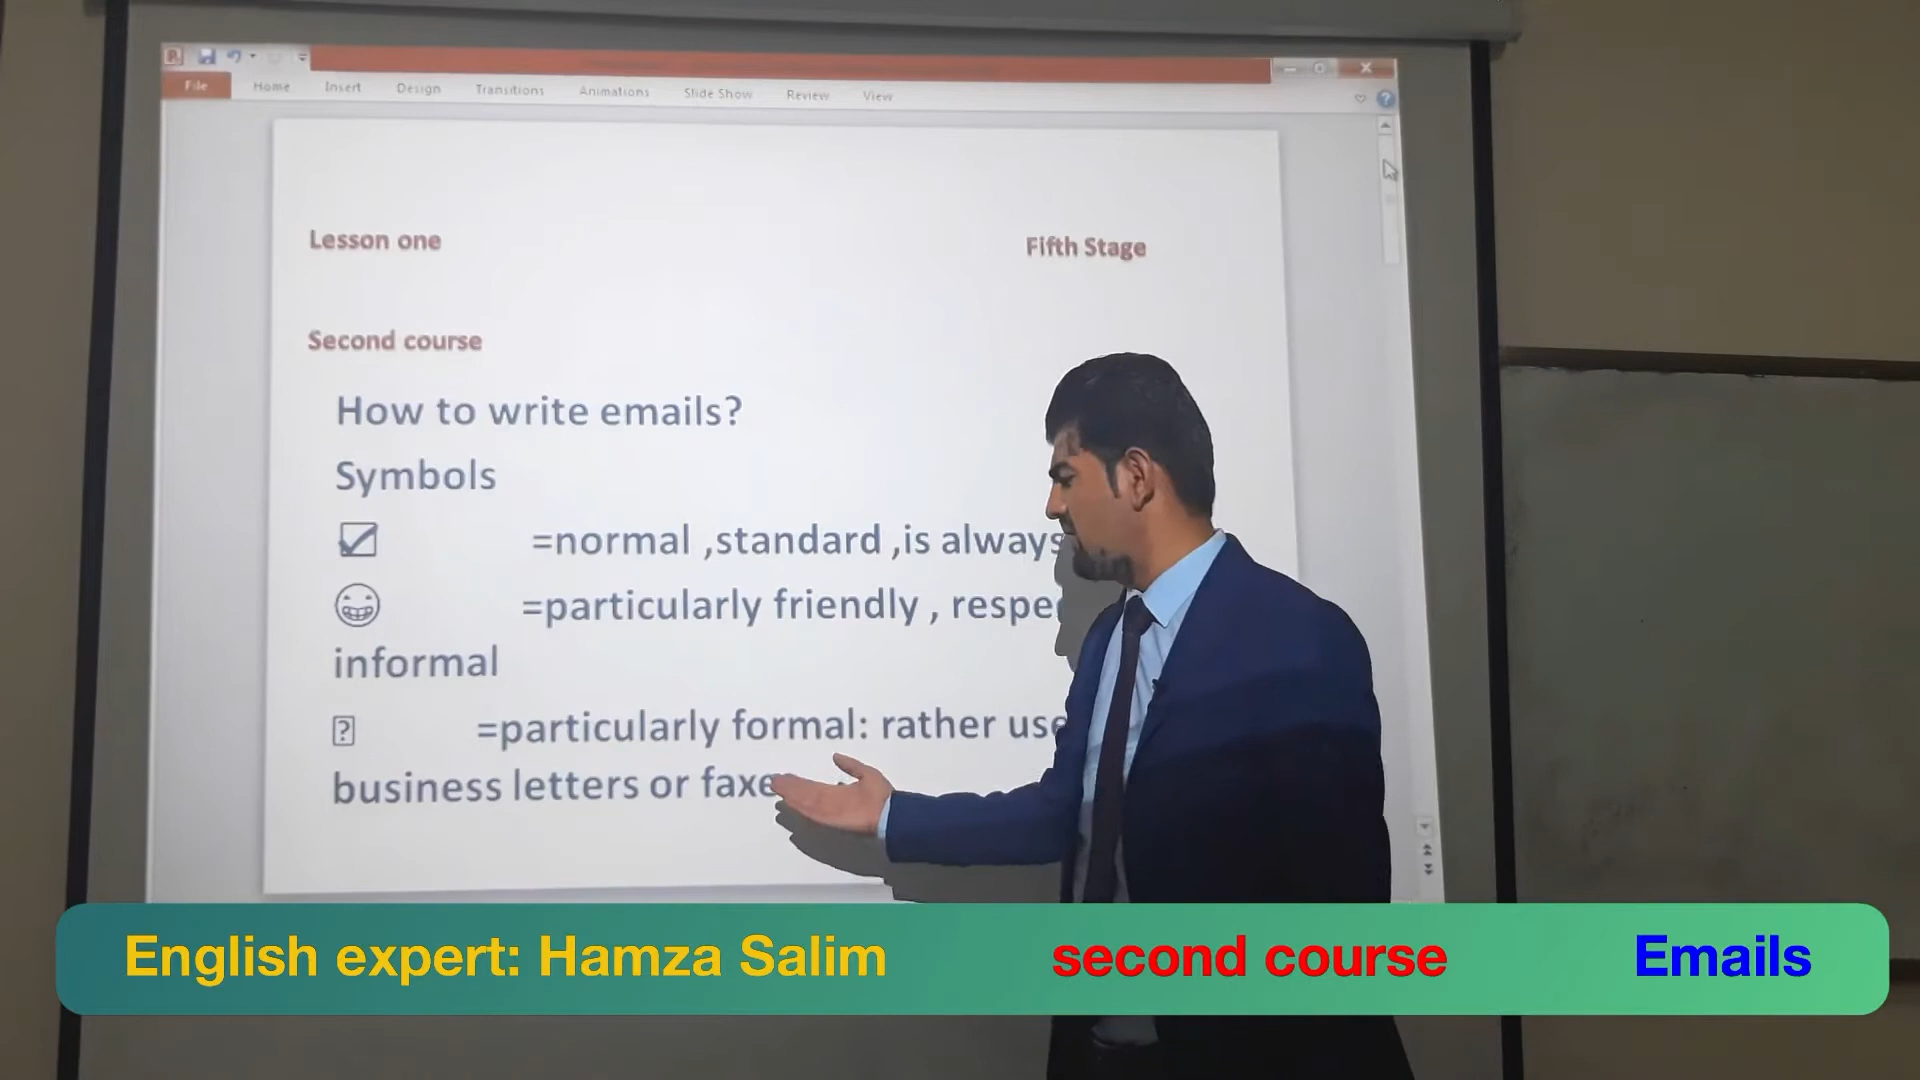 File Home Insert Design Transitions Animations Slide Show Review View
Lesson one
Fifth Stage
Second course
How to write emails?
Symbols
=normal ,standard ,is always
=particularly friendly , respe
informal
=particularly formal: rather use
business letters or faxe
English expert: Hamza Salim second course Emails